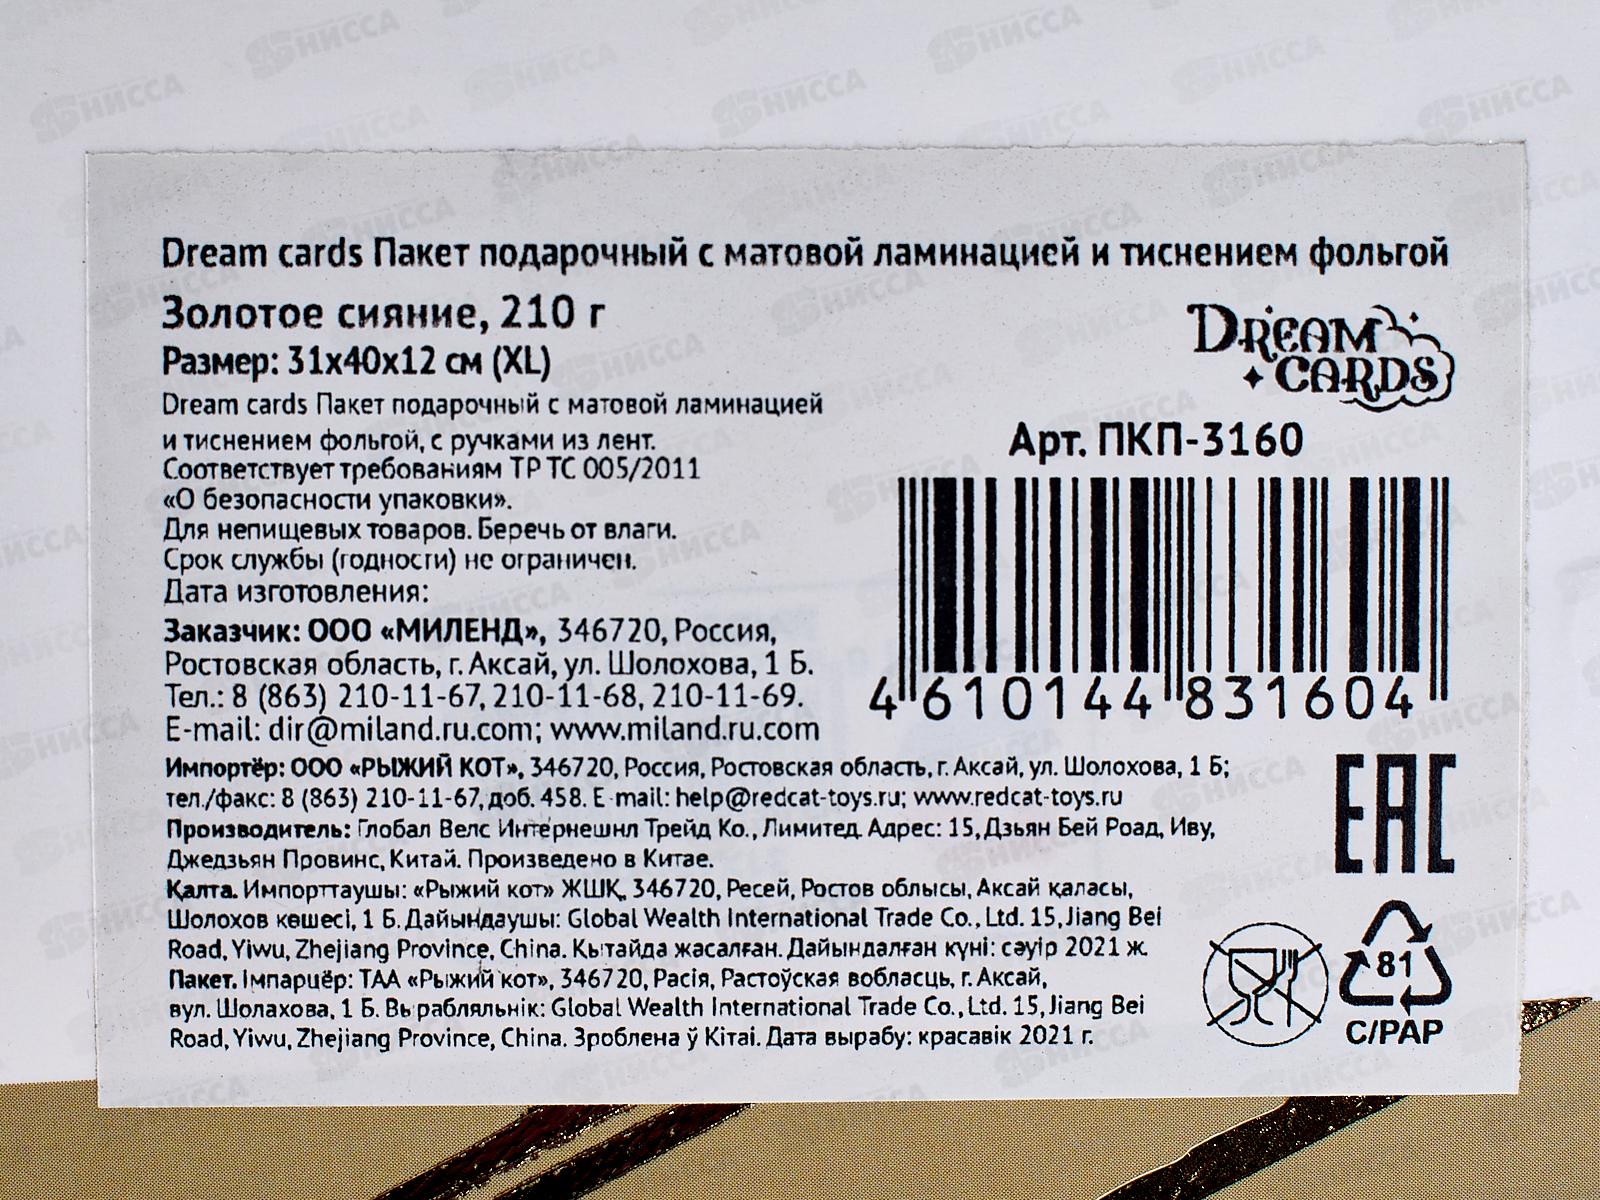 Dream cards Пакет подарочный с матовой ламинацией и тиснением фольгой
Золотое сияние, 210 г
Размер: 31х40х12 см (XL)
DREAM
CARDS
Dream cards Пакет подарочный с матовой ламинацией
и тиснением фольгой, с ручками из лент.
Соответствует требованиям ТР ТС 005/2011
«О безопасности упаковки».
Для непищевых товаров. Беречь от влаги.
Срок службы (годности) не ограничен.
Дата изготовления:
Арт. ПКП-3160
4 610144 831604
Заказчик: ООО «МИЛЕНД», 346720, Россия,
Ростовская область, г. Аксай, ул. Шолохова, 1 Б.
Тел.: 8 (863) 210-11-67, 210-11-68, 210-11-69.
E-mail: dir@miland.ru.com; www.miland.ru.com
Импортёр: ООО «РЫЖИЙ КОТ», 346720, Россия, Ростовская область, г. Аксай, ул. Шолохова, 1 Б;
тел./факс: 8 (863) 210-11-67, доб. 458. E-mail: help@redcat-toys.ru; www.redcat-toys.ru
Производитель: Глобал Велс Интернешнл Трейд Ко., Лимитед. Адрес: 15, Дзьян Бей Роад, Иву,
Джедзьян Провинс, Китай. Произведено в Китае.
Қалта. Импорттаушы: «Рыжий кот» ЖШҚ, 346720, Ресей, Ростов облысы, Аксай қаласы,
Шолохов көшесі, 1 Б. Дайындаушы: Global Wealth International Trade Co., Ltd. 15, Jiang Bei
Road, Yiwu, Zhejiang Province, China. Кытайда жасалған. Дайындалған күні: сәуір 2021 ж.
Пакет. Імпарцёр: ТАА «Рыжий кот», 346720, Расія, Растоўская вобласць, г. Аксай,
вул. Шолахова, 1 Б. Вырабляльнік: Global Wealth International Trade Co., Ltd. 15, Jiang Bei
Road, Yiwu, Zhejiang Province, China. Зроблена ў Кітаі. Дата вырабу: красавік 2021 г.
EAC
81
C/PAP
НИССА